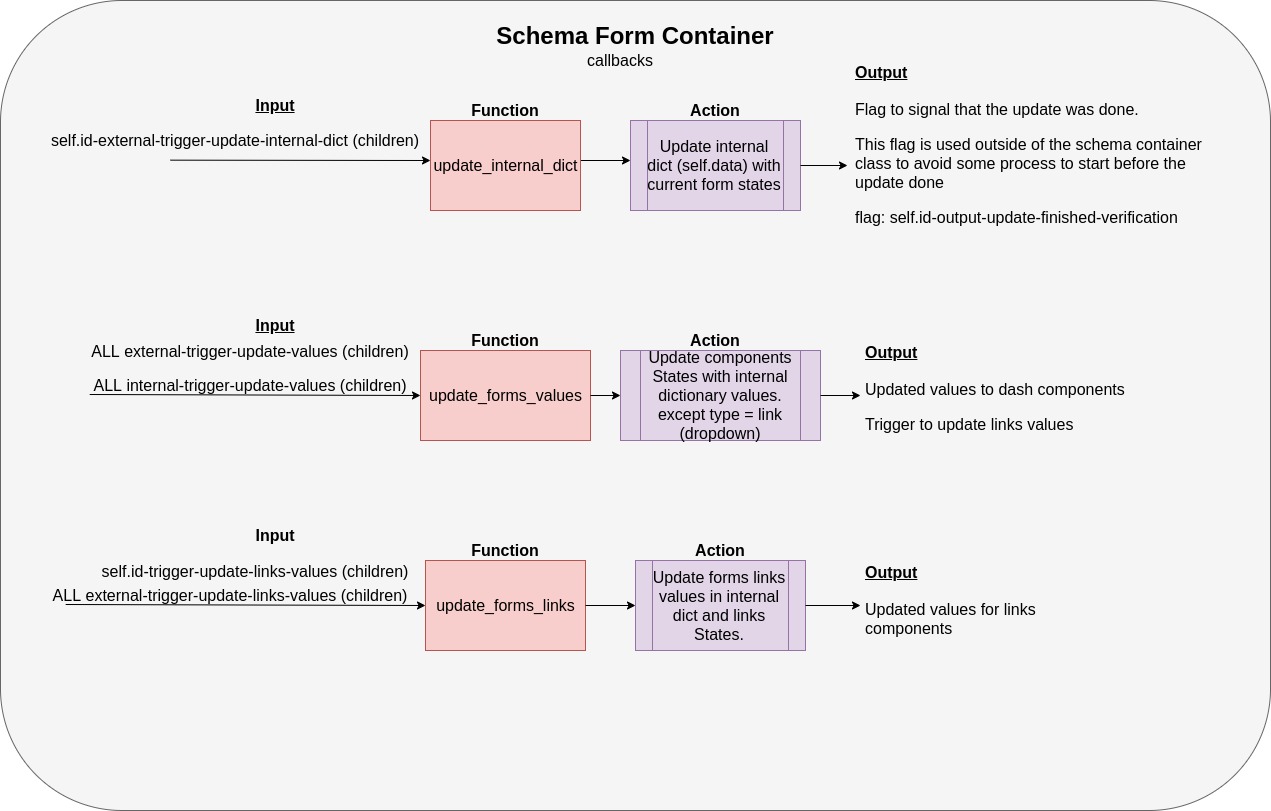 Schema Form Container
callbacks
Input
self.id-external-trigger-update-internal-dict (children)
Function
update_internal_dict
Action
Update internal
dict (self.data) with
current form states
Output
Flag to signal that the update was done.
This flag is used outside of the schema container
class to avoid some process to start before the
update done
flag: self.id-output-update-finished-verification
Input
ALL external-trigger-update-values (children)
ALL internal-trigger-update-values (children)
Function
update_forms_values
Action
Update components
States with internal
dictionary values.
except type = link
(dropdown)
Output
Updated values to dash components
Trigger to update links values
Input
self.id-trigger-update-links-values (children)
ALL external-trigger-update-links-values (children)
Function
update_forms_links
Action
Update forms links
values in internal
dict and links
States.
Output
Updated values for links
components